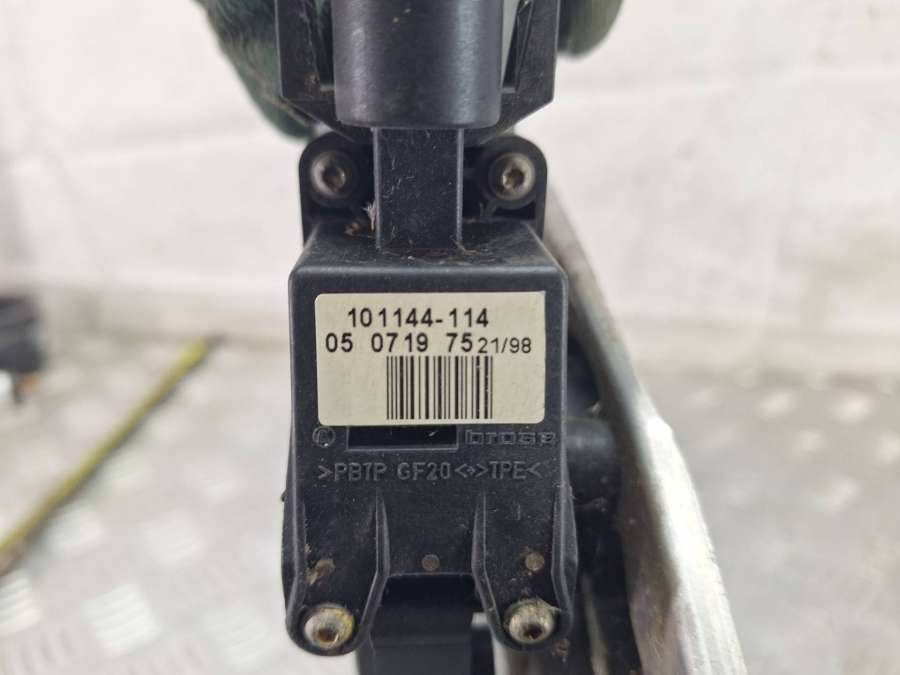 101144-114
05 0719 75 21/98
brose
>PBTP GF20<+>TPE<